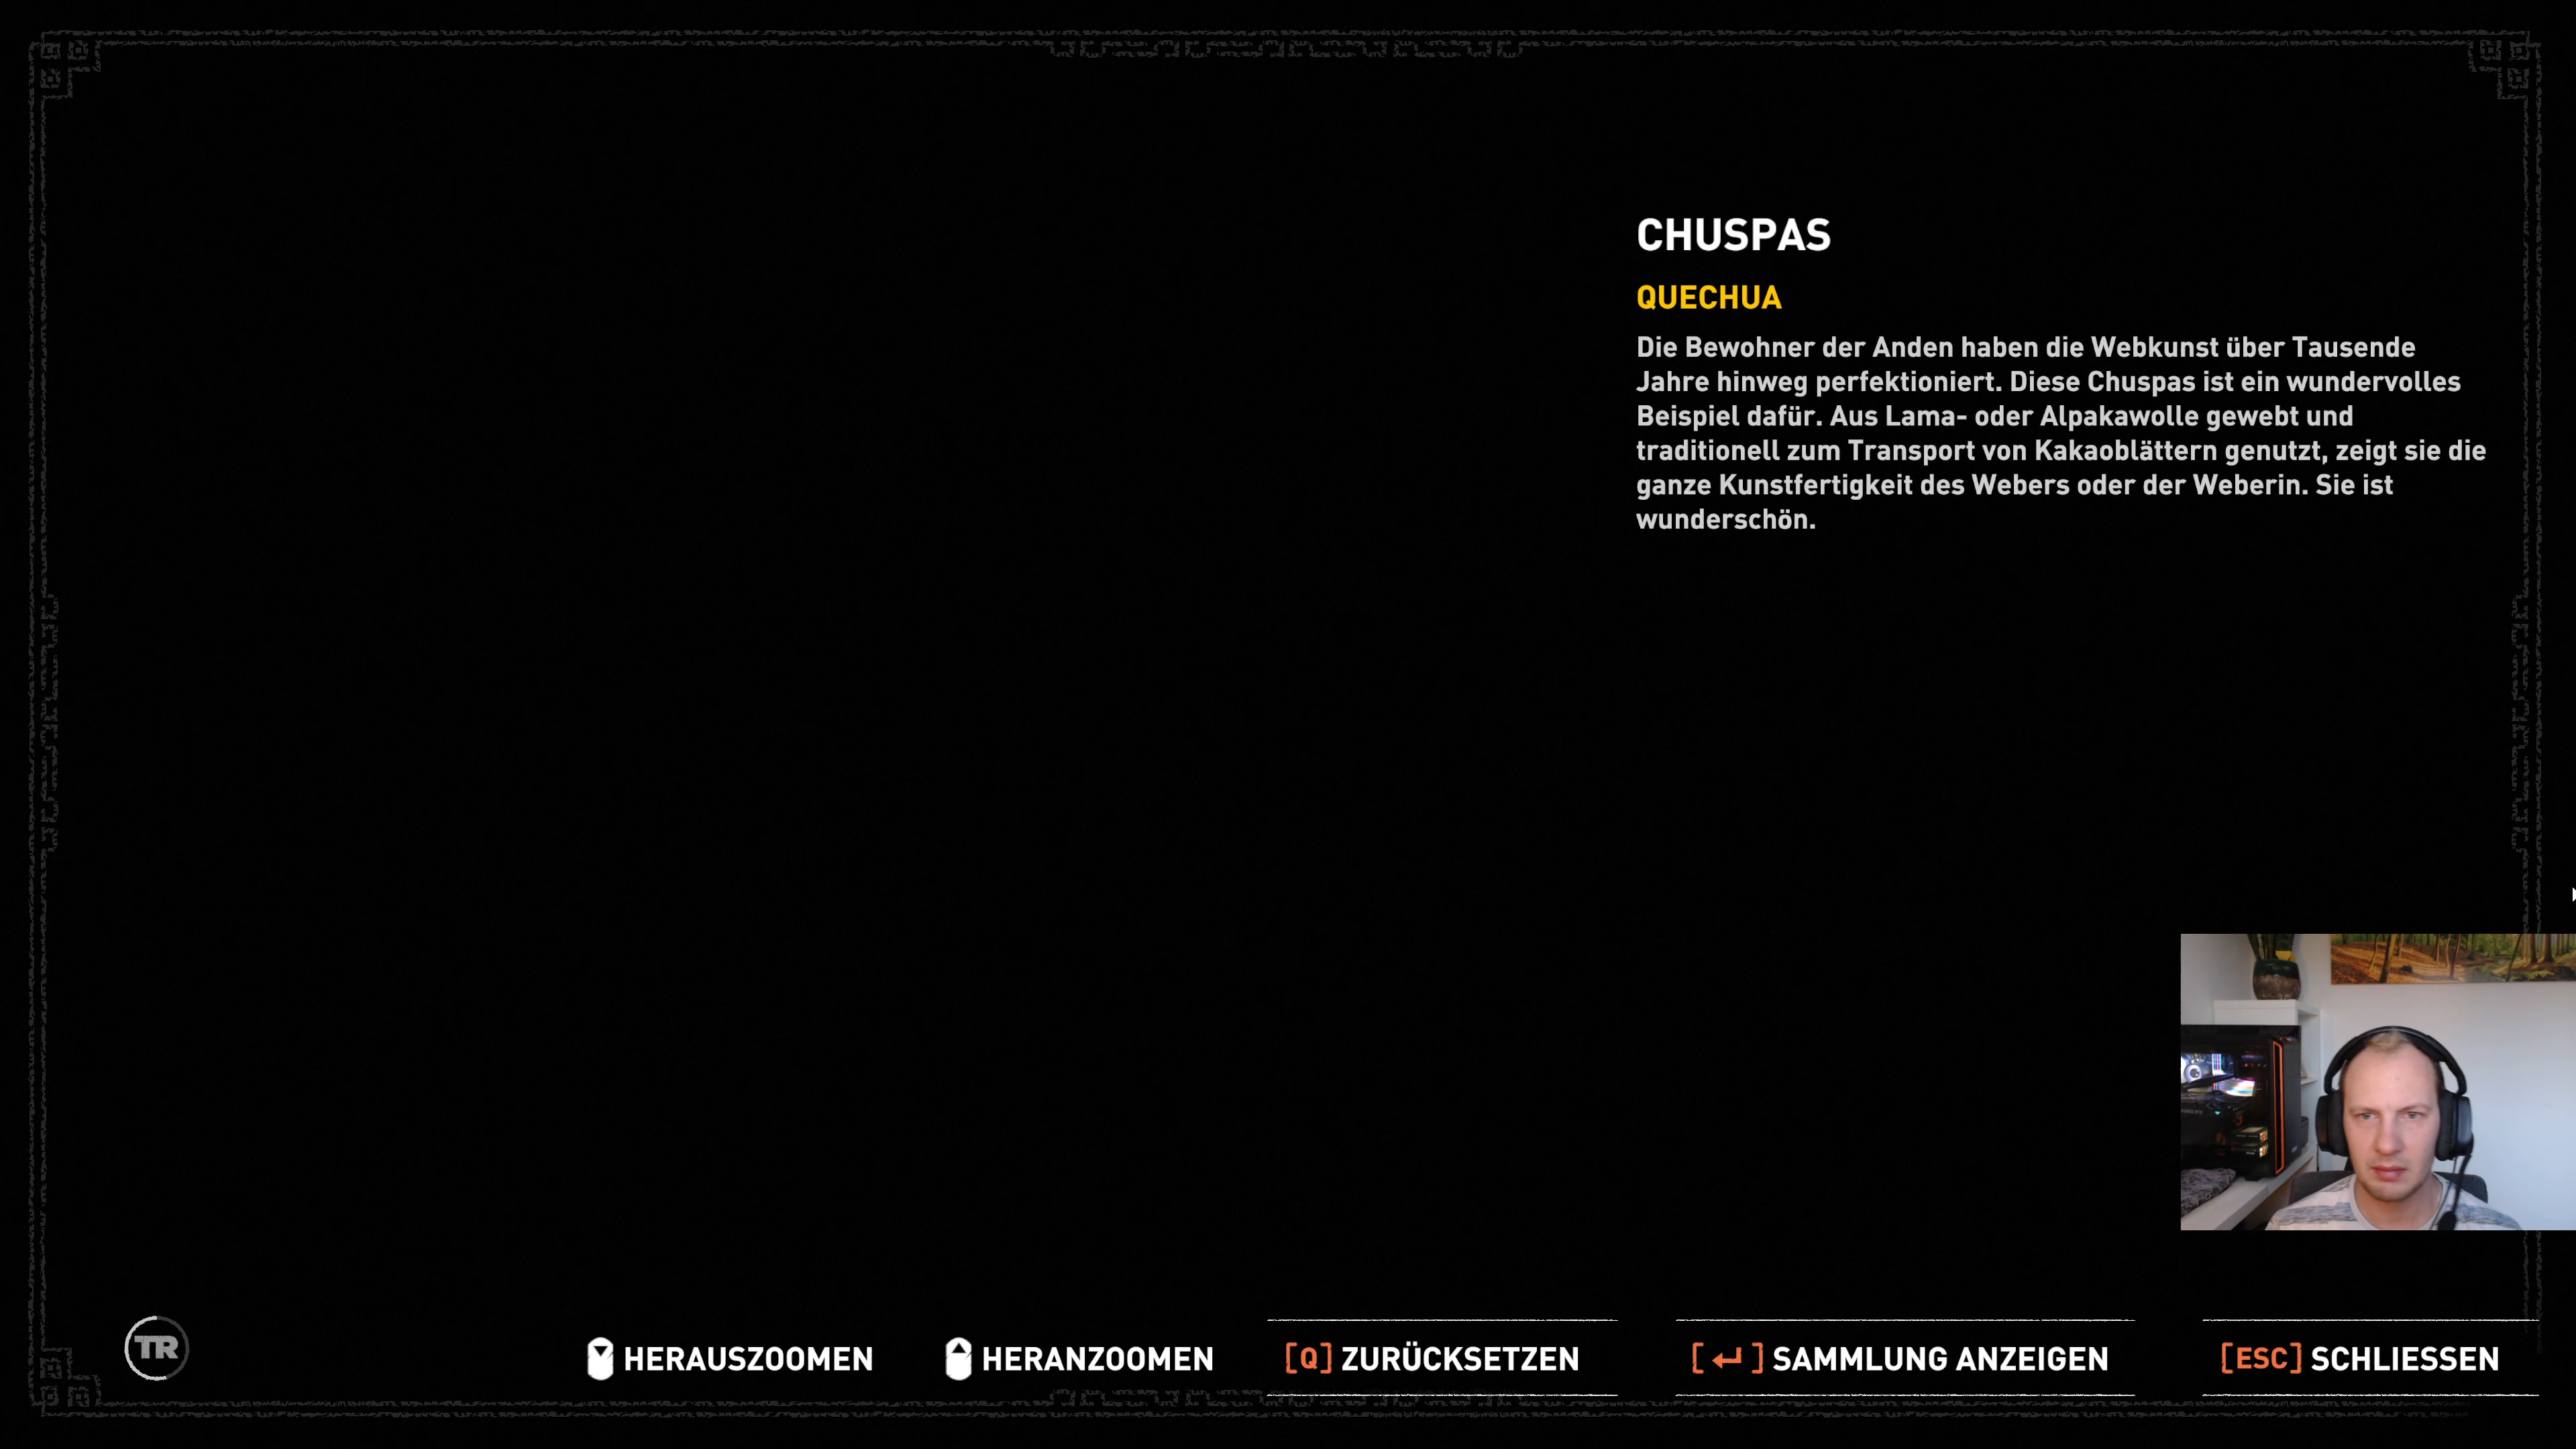 CHUSPAS
QUECHUA
Die Bewohner der Anden haben die Webkunst über Tausende
Jahre hinweg perfektioniert. Diese Chuspas ist ein wundervolles
Beispiel dafür. Aus Lama- oder Alpakawolle gewebt und
traditionell zum Transport von Kakaoblättern genutzt, zeigt sie die
ganze Kunstfertigkeit des Webers oder der Weberin. Sie ist
wunderschön.
TR
HERAUSZOOMEN
HERANZOOMEN
[Q] ZURÜCKSETZEN
[↵] SAMMLUNG ANZEIGEN
[ESC] SCHLIESSEN